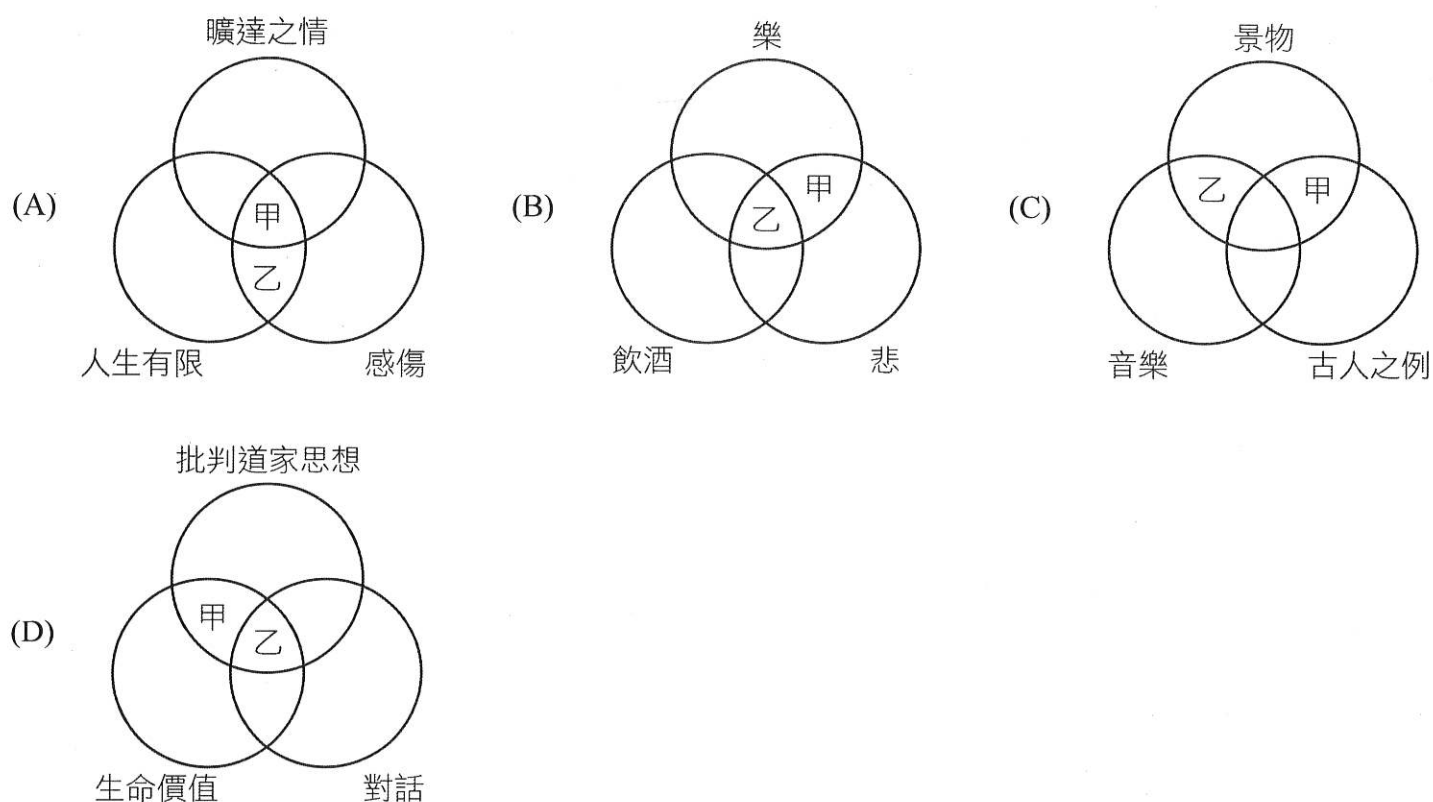 曠達之情
樂
景物
(A)
甲
乙
人生有限
感傷
(B)
甲
乙
飲酒
悲
(C)
乙
甲
音樂
古人之例
批判道家思想
(D)
甲
乙
生命價值
對話